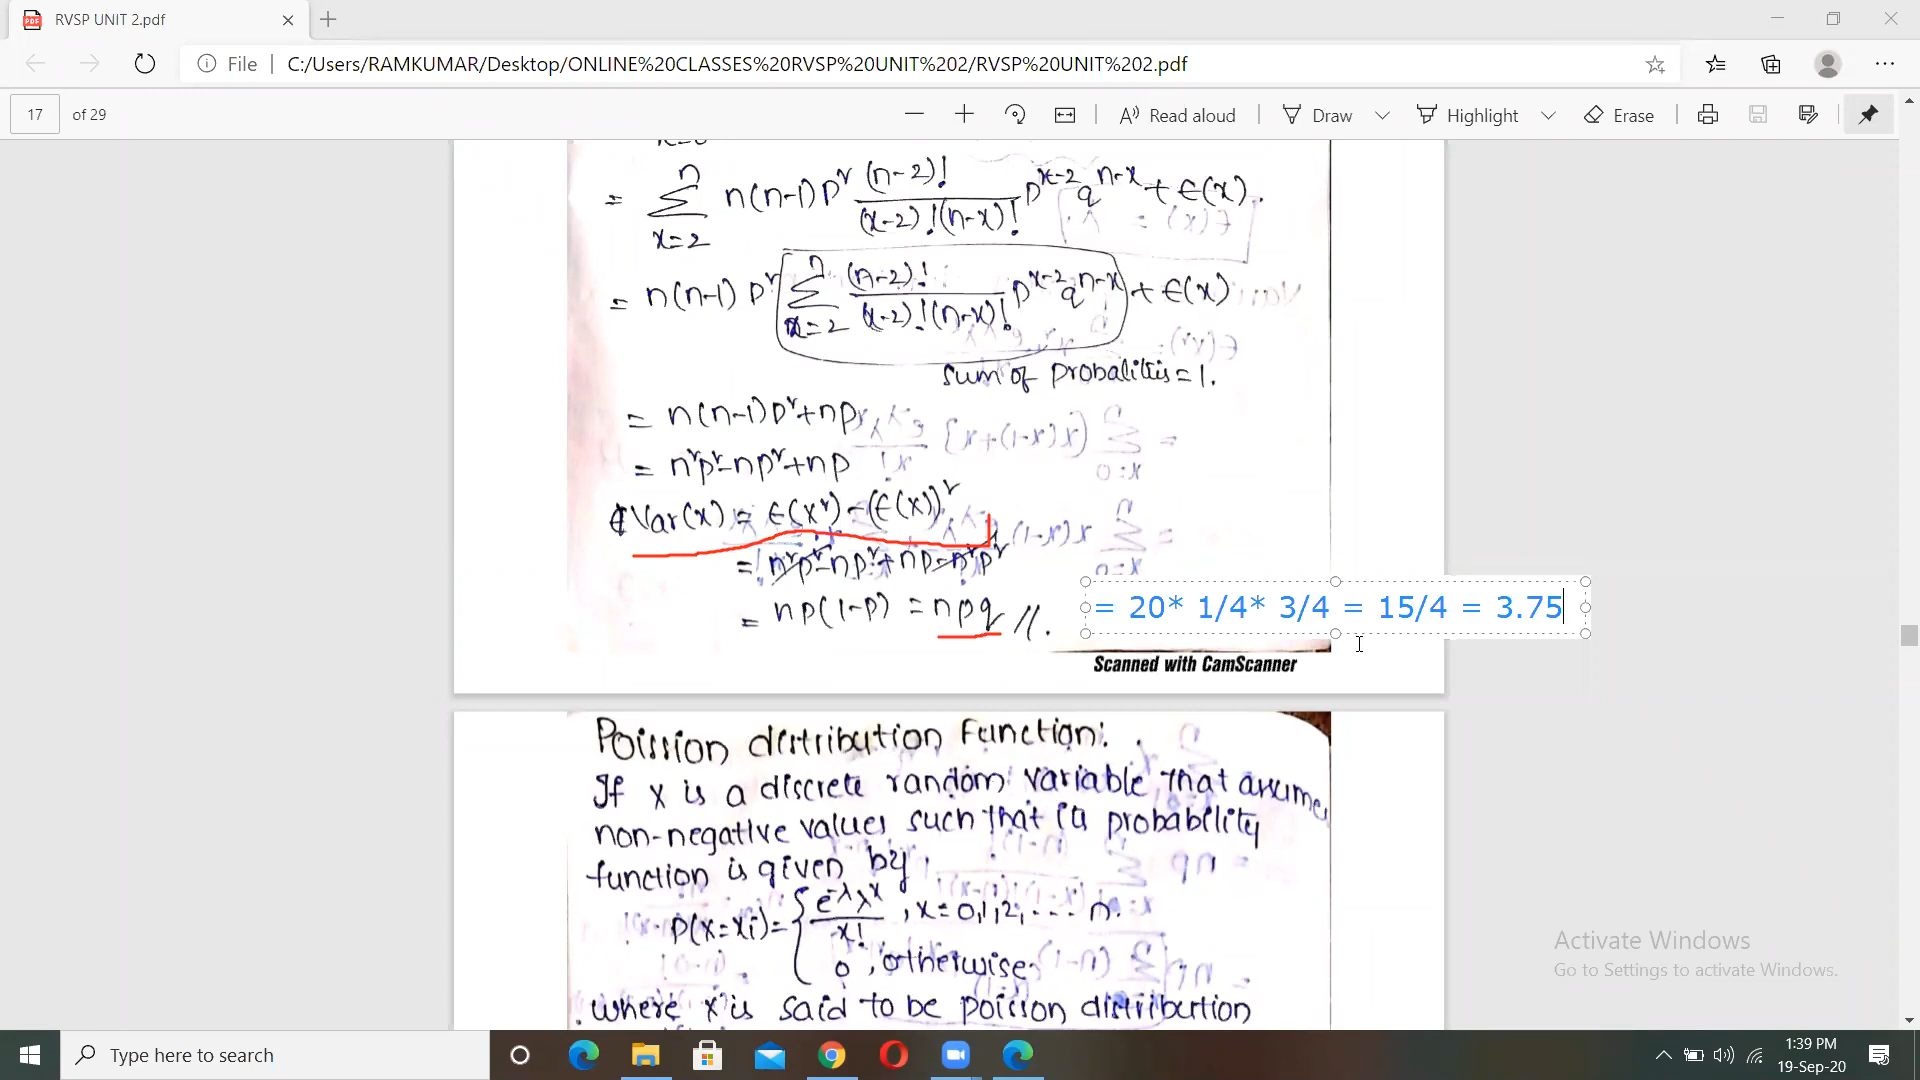 RVSP UNIT 2.pdf
File | C:/Users/RAMKUMAR/Desktop/ONLINE%20CLASSES%20RVSP%20UNIT%202/RVSP%20UNIT%202.pdf
17 of 29 Read aloud Draw Highlight Erase
= Σ n(n-1)p² (n-2)!/(x-2)!(n-x)! p^x-2 q^n-x + E(x).
n
x=2
= n(n-1) p² Σ (n-2)!/(x-2)!(n-x)! p^x-2 q^n-x + E(x)
n
x=2
sum of probabilitis = 1.
= n(n-1)p²+np
= n²p²-np²+np
Var(x) = E(x²) - (E(x))²
= n²p²-np²+np-n²p²
= np(1-p) = npq //. = 20* 1/4* 3/4 = 15/4 = 3.75
Scanned with CamScanner
Poission distribution Function:
If x is a discrete random variable that assume
non-negative values such that its probability
function is given by
P(x=xi)= { e^-λ λ^x / x! , x=0,1,2,.... n.
0 , otherwise.
where x is said to be poission distribution
Activate Windows
Go to Settings to activate Windows.
Type here to search
1:39 PM
19-Sep-20